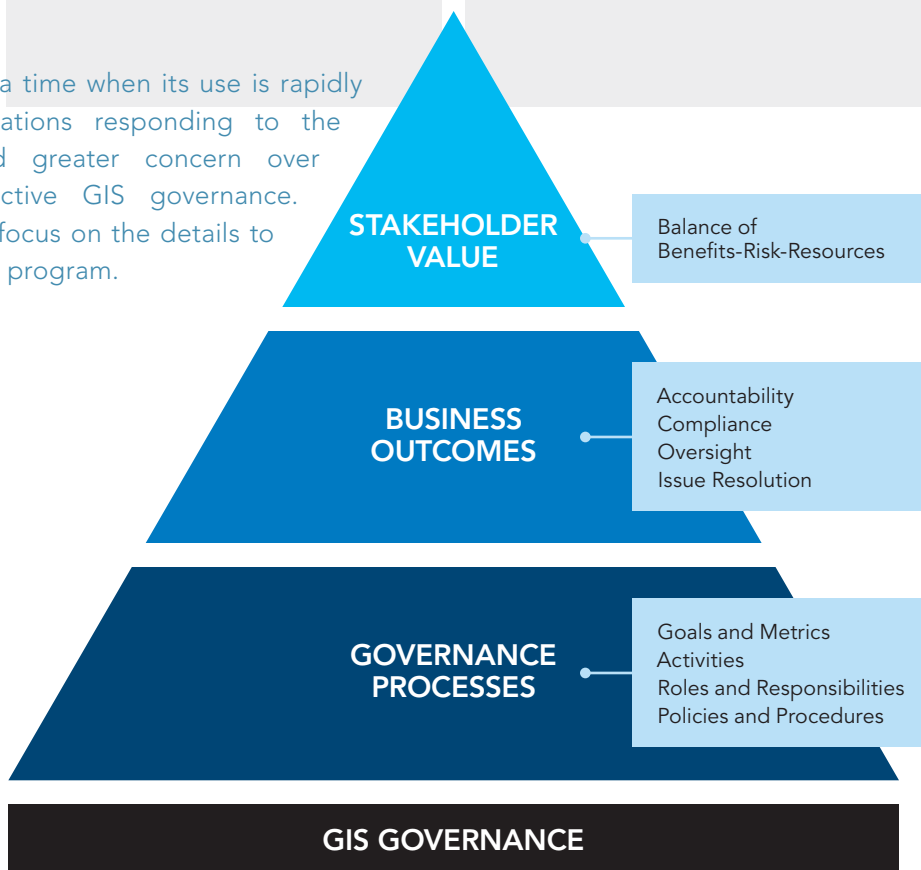 a time when its use is rapidly
ations responding to the
greater concern over
ctive GIS governance.
focus on the details to
program.
STAKEHOLDER
VALUE
Balance of
Benefits-Risk-Resources
BUSINESS
OUTCOMES
Accountability
Compliance
Oversight
Issue Resolution
GOVERNANCE
PROCESSES
Goals and Metrics
Activities
Roles and Responsibilities
Policies and Procedures
GIS GOVERNANCE